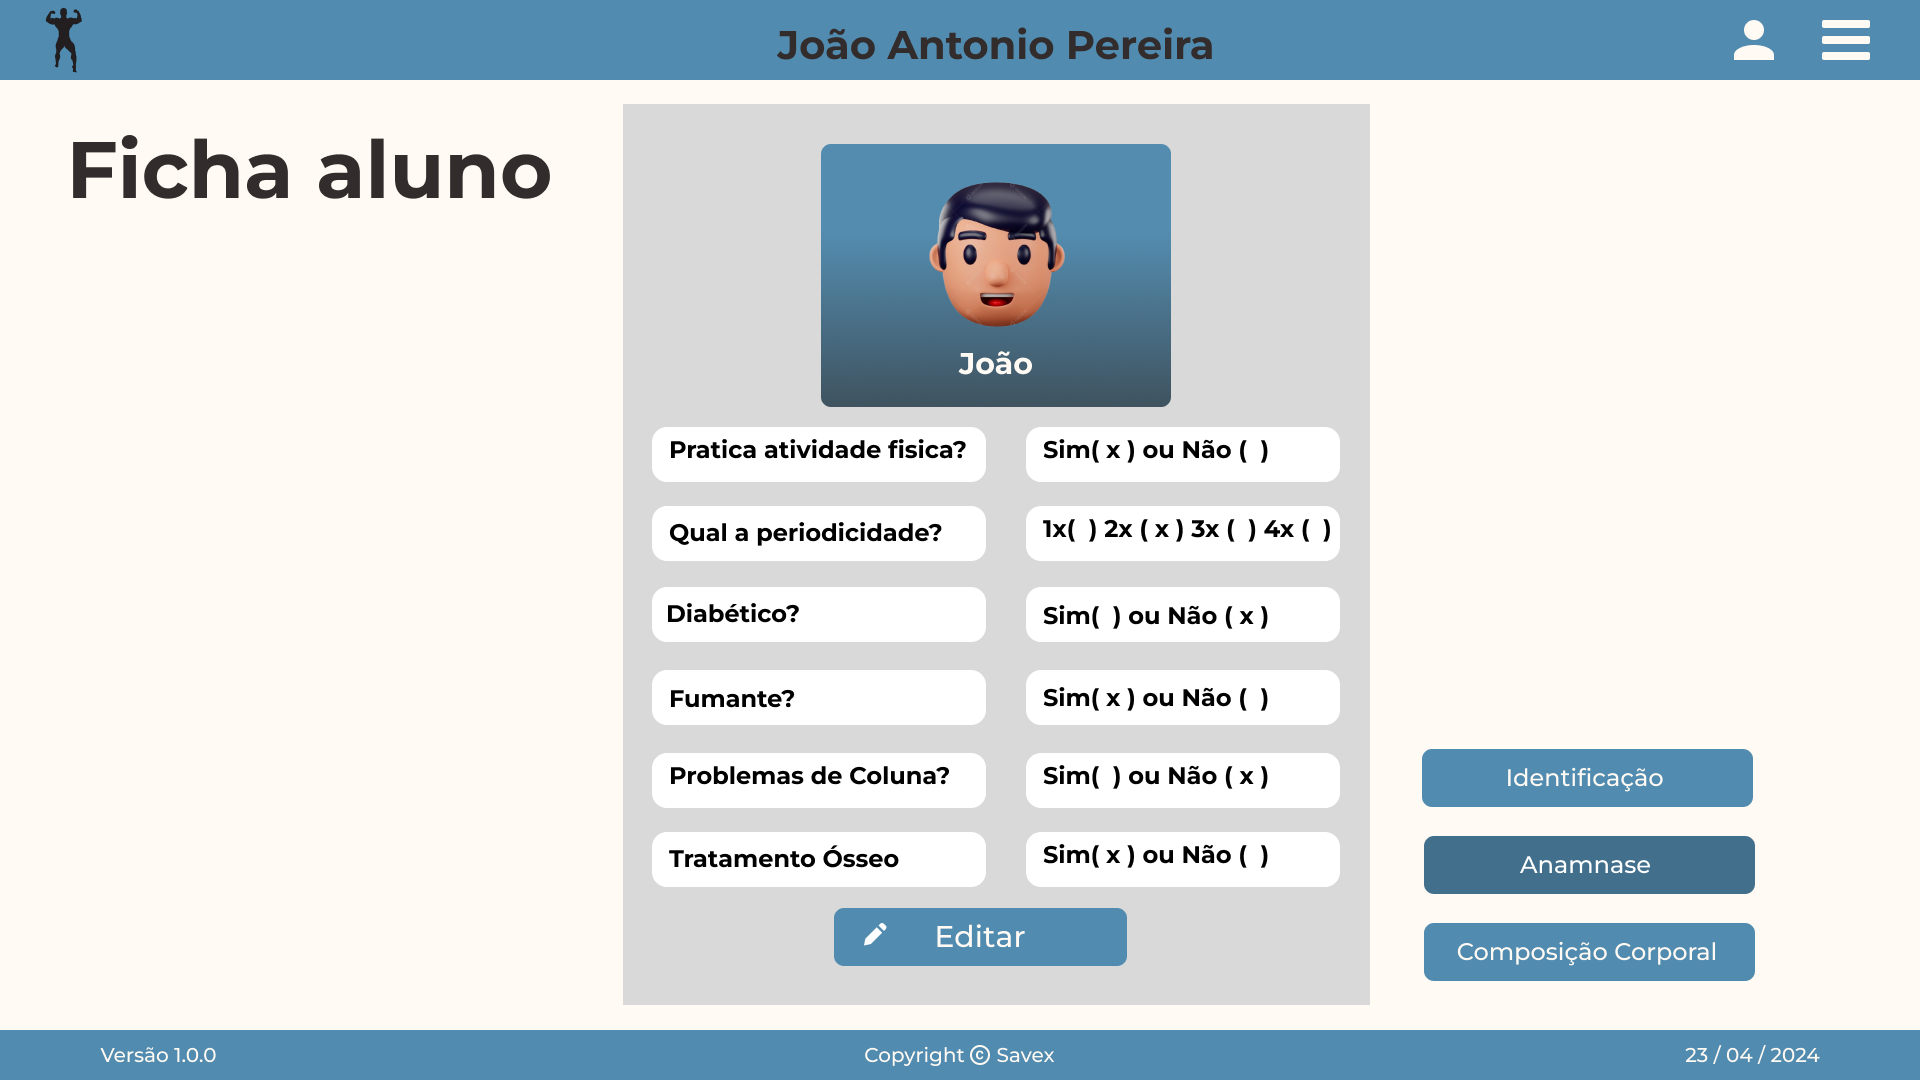 João Antonio Pereira
Ficha aluno
João
Pratica atividade fisica? Sim( x ) ou Não (  )
Qual a periodicidade? 1x(  ) 2x ( x ) 3x (  ) 4x (  )
Diabético? Sim(  ) ou Não ( x )
Fumante? Sim( x ) ou Não (  )
Problemas de Coluna? Sim(  ) ou Não ( x )
Tratamento Ósseo Sim( x ) ou Não (  )
Editar
Identificação
Anamnase
Composição Corporal
Versão 1.0.0
Copyright © Savex
23 / 04 / 2024